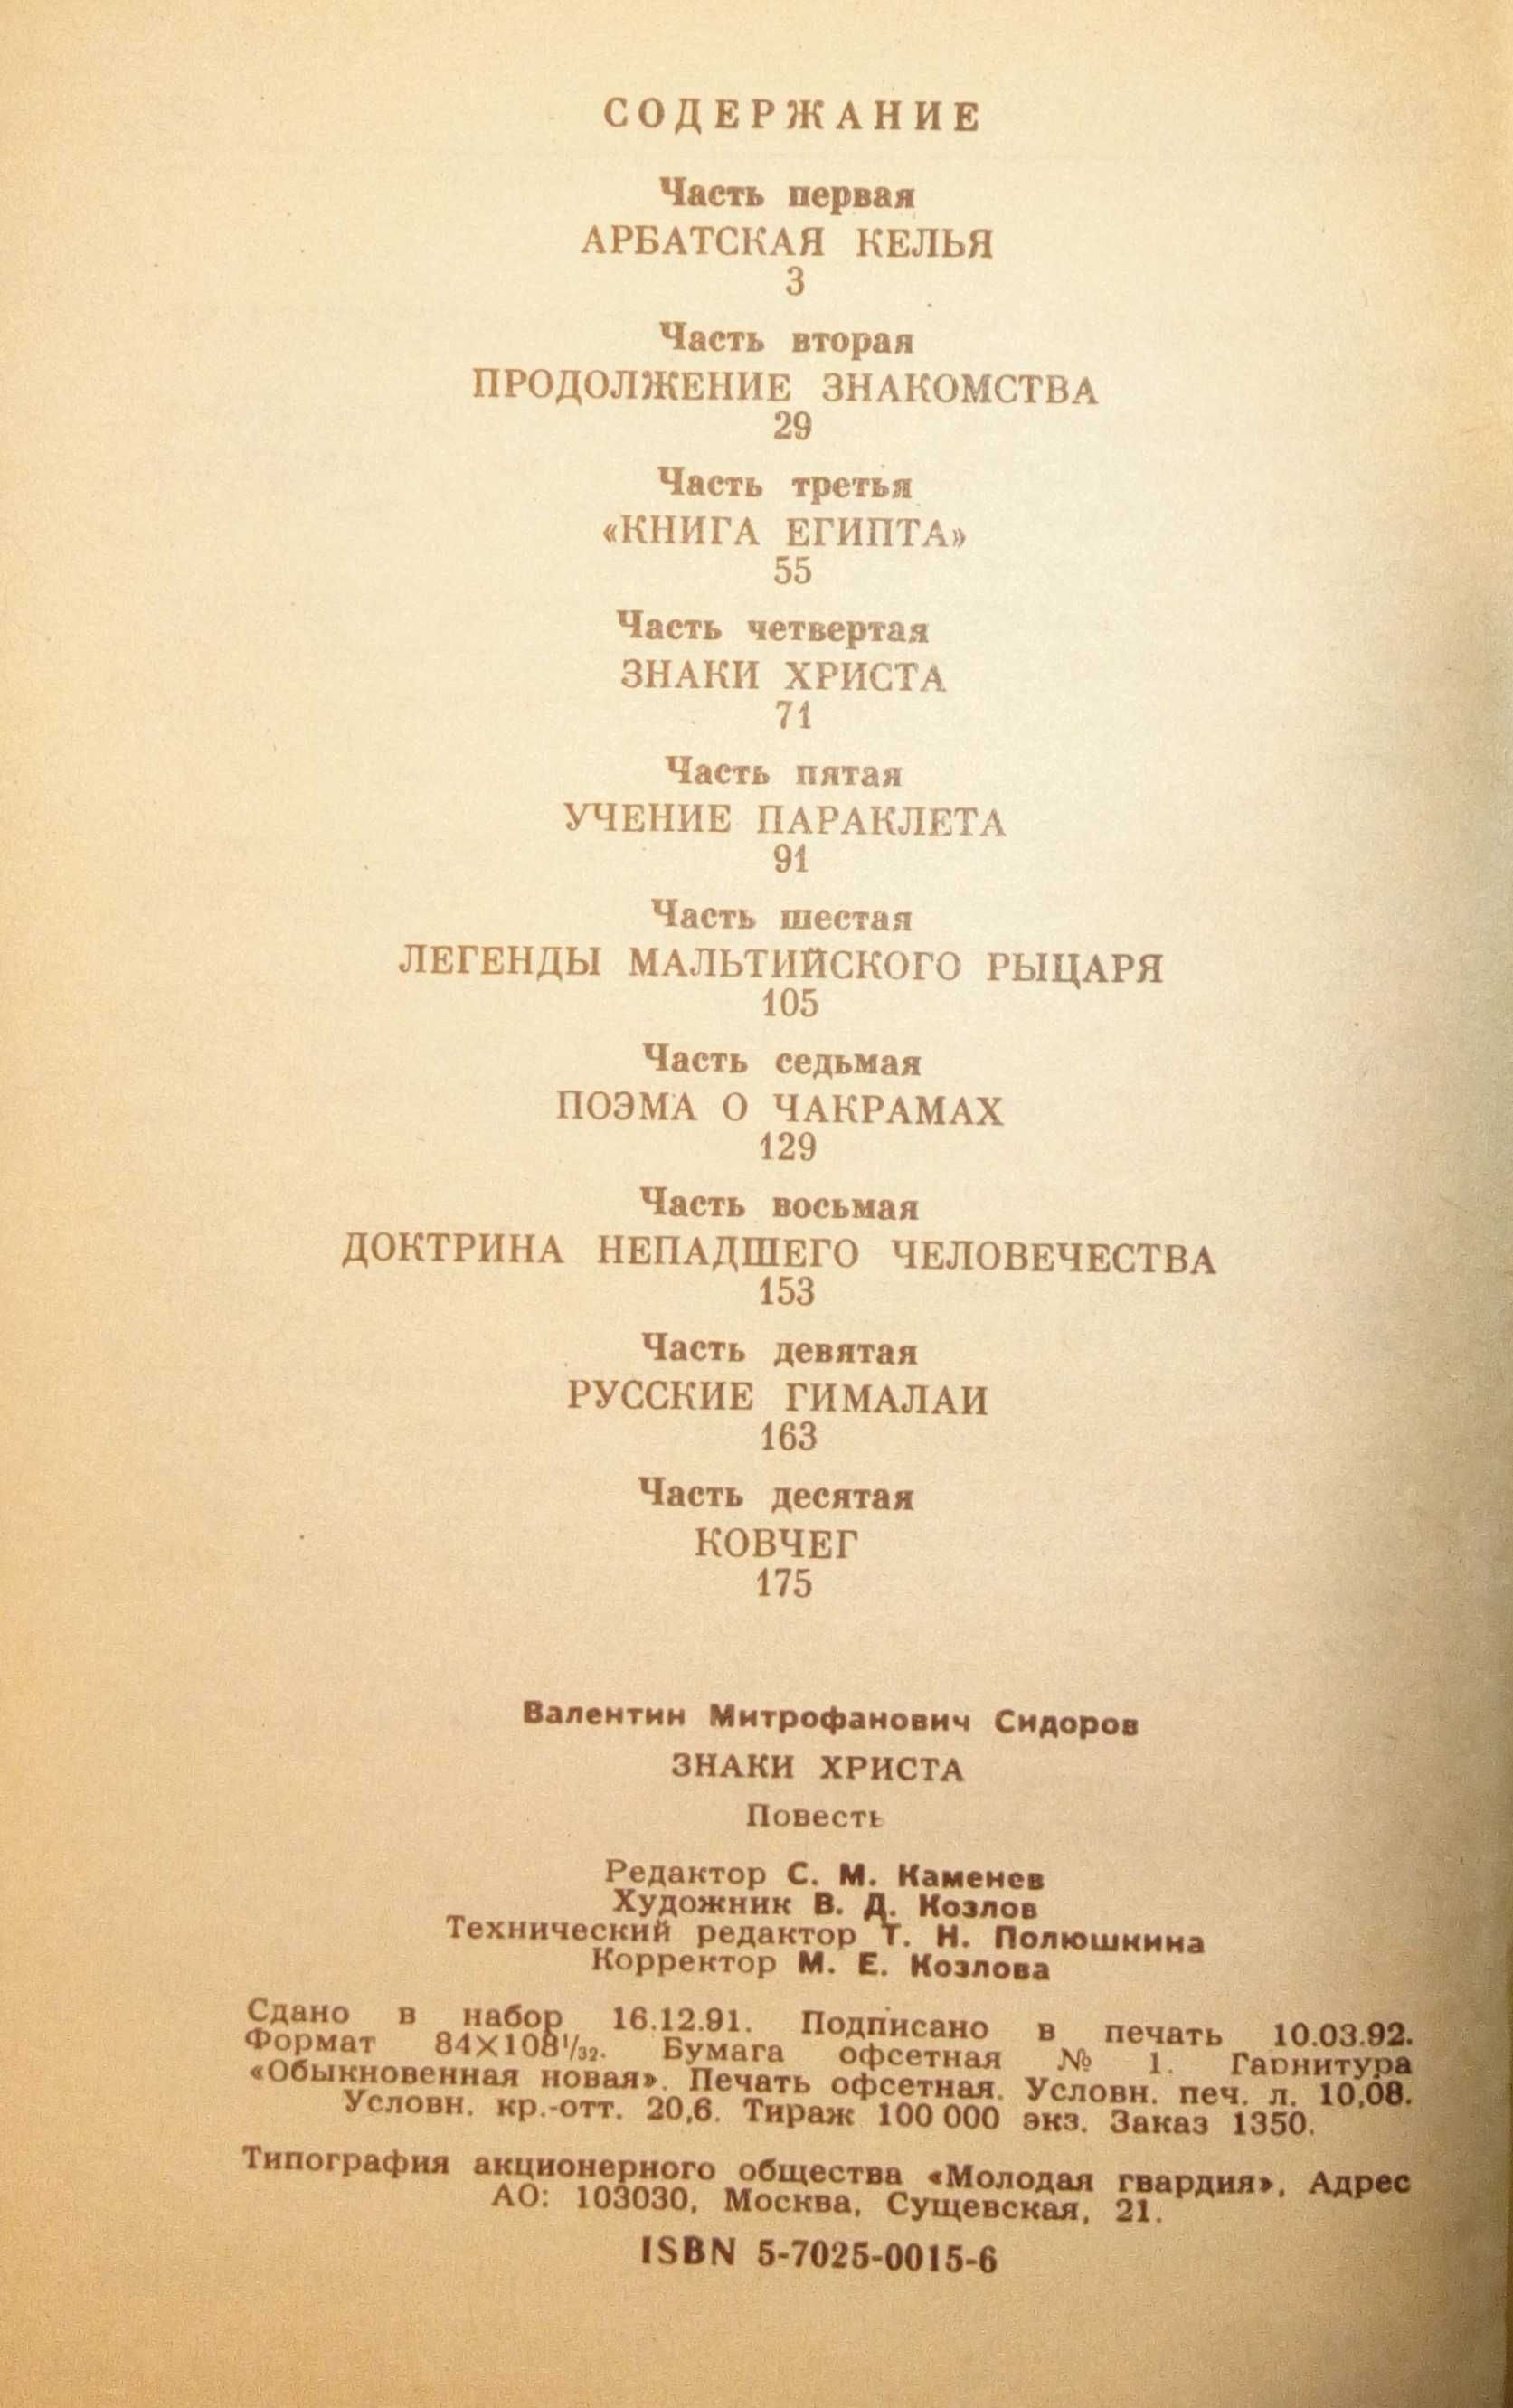 СОДЕРЖАНИЕ
Часть первая
АРБАТСКАЯ КЕЛЬЯ
3
Часть вторая
ПРОДОЛЖЕНИЕ ЗНАКОМСТВА
29
Часть третья
«КНИГА ЕГИПТА»
55
Часть четвертая
ЗНАКИ ХРИСТА
71
Часть пятая
УЧЕНИЕ ПАРАКЛЕТА
91
Часть шестая
ЛЕГЕНДЫ МАЛЬТИЙСКОГО РЫЦАРЯ
105
Часть седьмая
ПОЭМА О ЧАКРАМАХ
129
Часть восьмая
ДОКТРИНА НЕПАДШЕГО ЧЕЛОВЕЧЕСТВА
153
Часть девятая
РУССКИЕ ГИМАЛАИ
163
Часть десятая
КОВЧЕГ
175
Валентин Митрофанович Сидоров
ЗНАКИ ХРИСТА
Повесть
Редактор С. М. Каменев
Художник В. Д. Козлов
Технический редактор Т. Н. Полюшкина
Корректор М. Е. Козлова
Сдано в набор 16.12.91. Подписано в печать 10.03.92.
Формат 84×108¹/₃₂. Бумага офсетная № 1. Гарнитура
«Обыкновенная новая». Печать офсетная. Условн. печ. л. 10,08.
Условн. кр.-отт. 20,6. Тираж 100 000 экз. Заказ 1350.
Типография акционерного общества «Молодая гвардия», Адрес
АО: 103030, Москва, Сущевская, 21.
ISBN 5-7025-0015-6